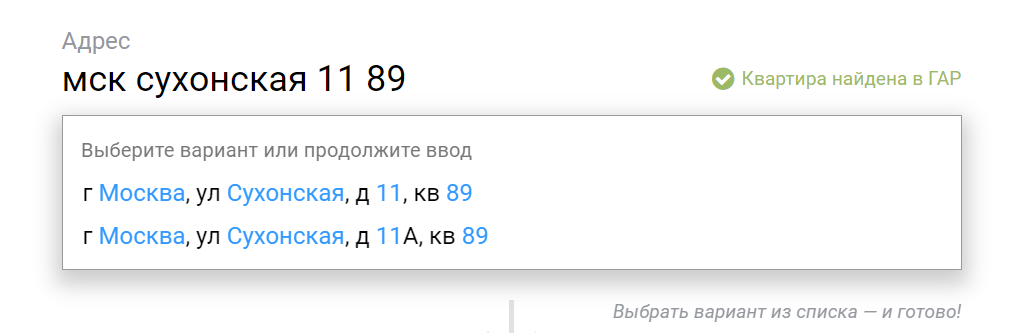 Адрес
мск сухонская 11 89
Квартира найдена в ГАР
Выберите вариант или продолжите ввод
г Москва, ул Сухонская, д 11, кв 89
г Москва, ул Сухонская, д 11А, кв 89
Выбрать вариант из списка — и готово!